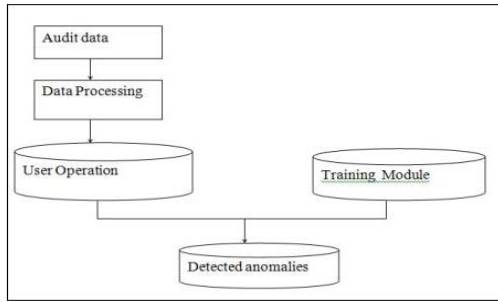 Audit data
Data Processing
User Operation
Training Module
Detected anomalies